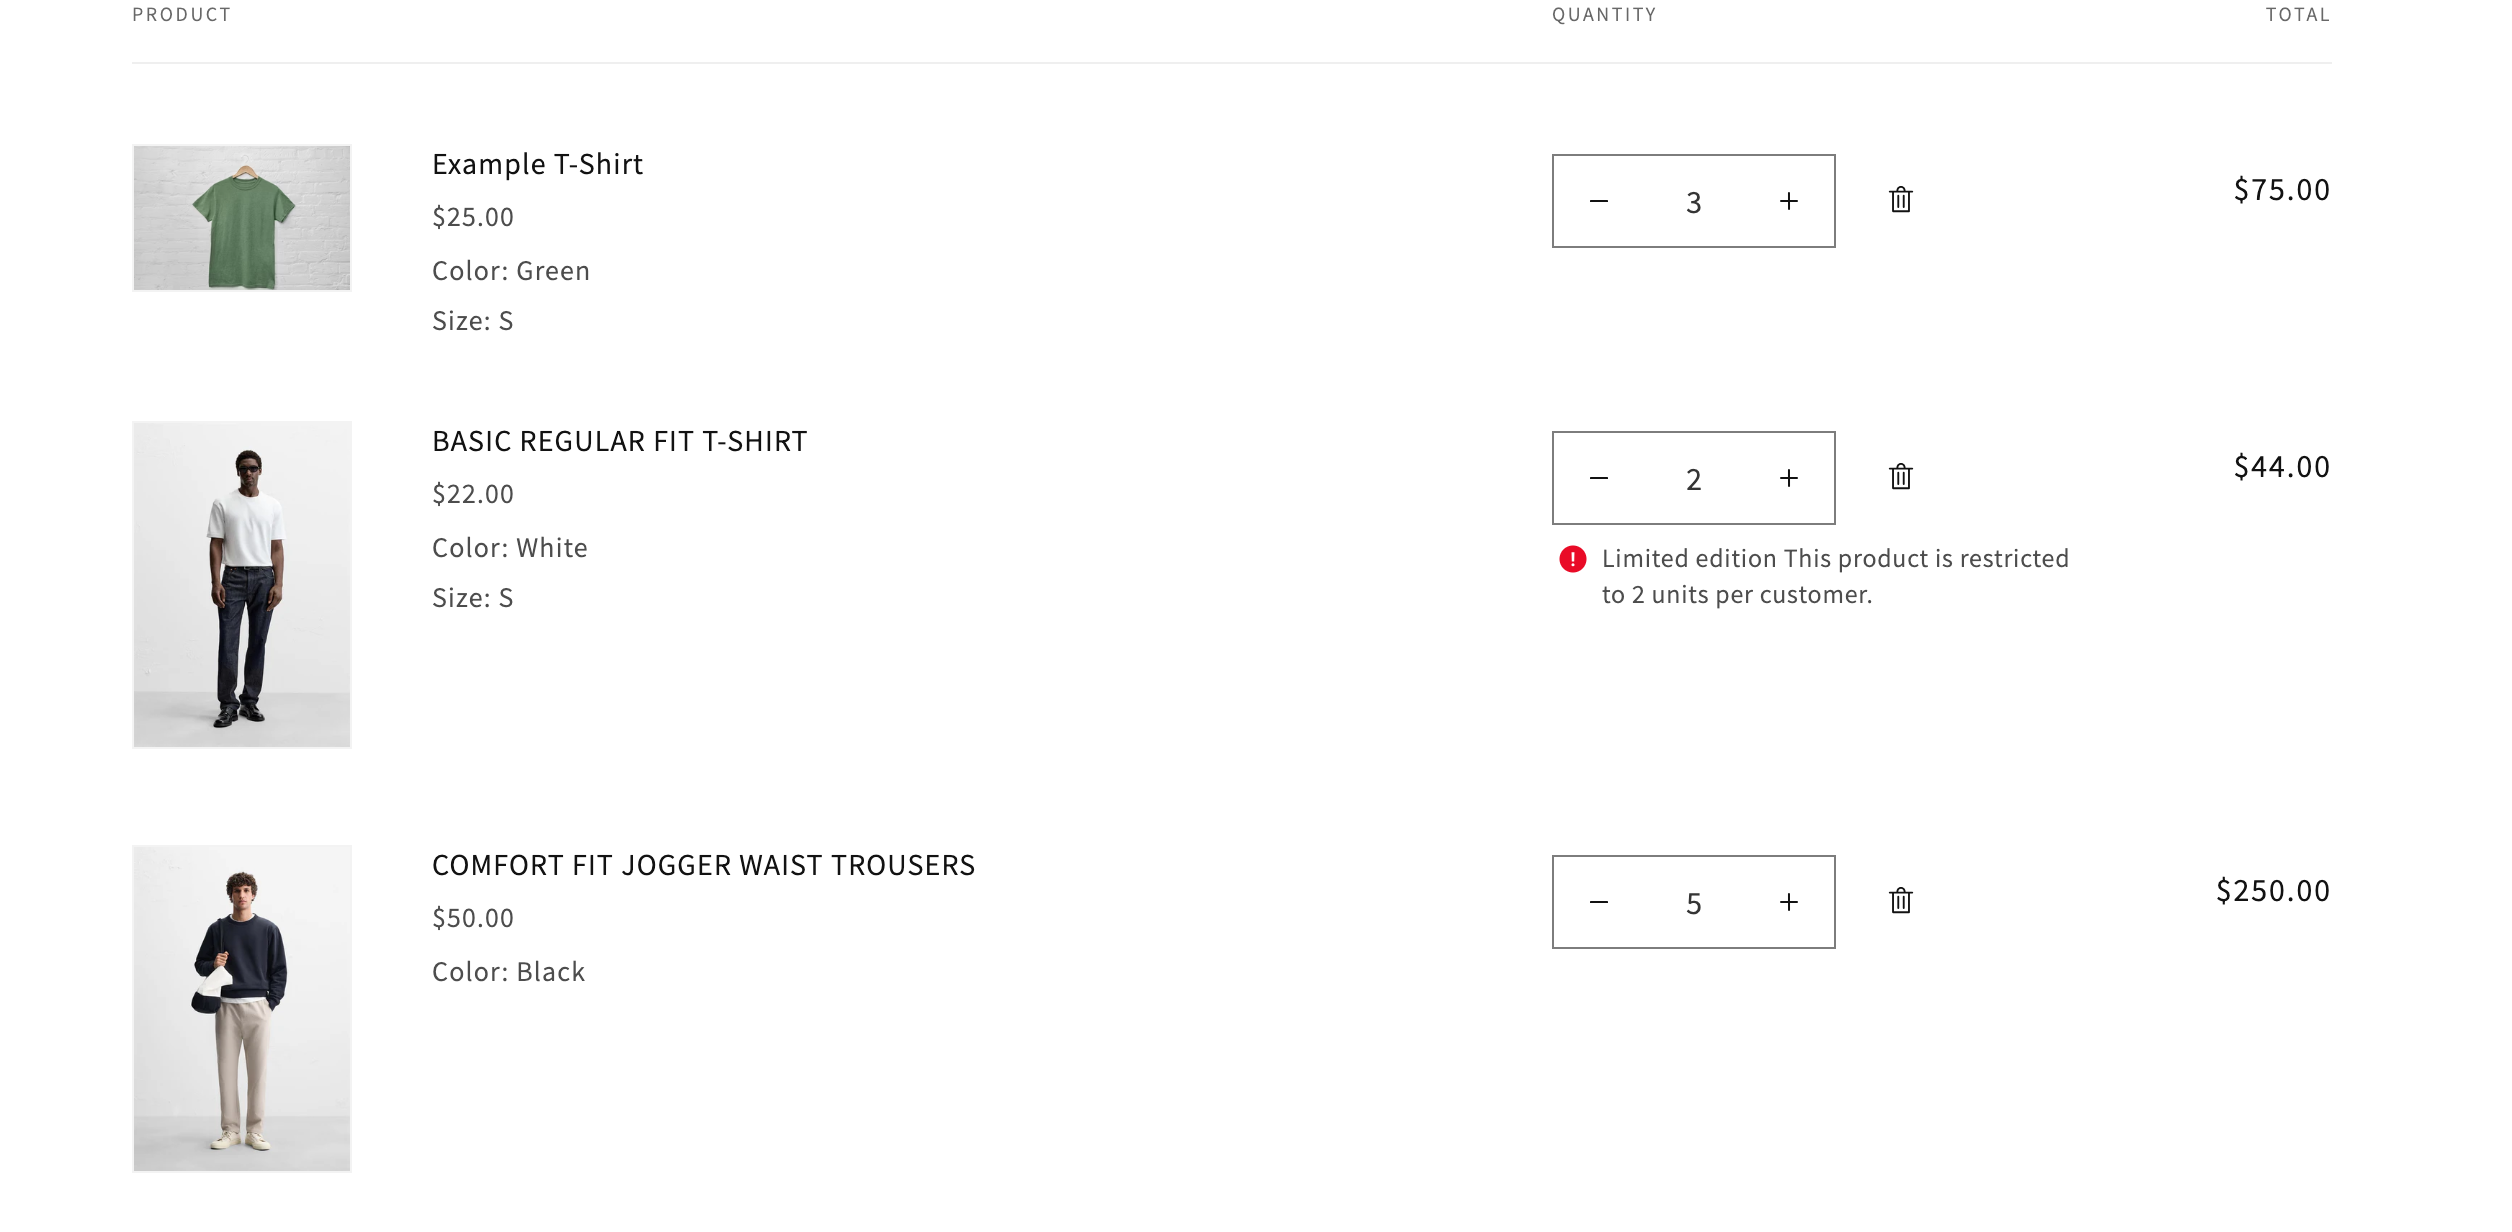 PRODUCT
QUANTITY
TOTAL
Example T-Shirt
$25.00
Color: Green
Size: S
3
$75.00
BASIC REGULAR FIT T-SHIRT
$22.00
Color: White
Size: S
2
Limited edition This product is restricted
to 2 units per customer.
$44.00
COMFORT FIT JOGGER WAIST TROUSERS
$50.00
Color: Black
5
$250.00